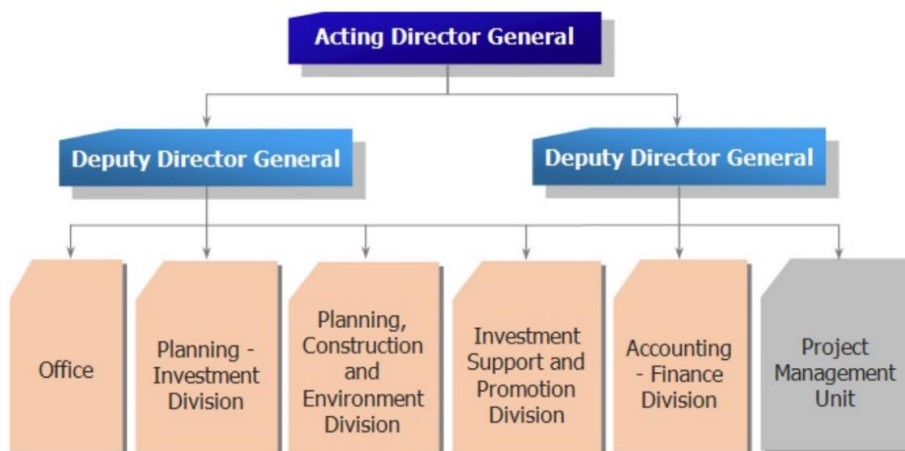 Acting Director General
Deputy Director General
Deputy Director General
Office
Planning -
Investment
Division
Planning,
Construction
and
Environment
Division
Investment
Support and
Promotion
Division
Accounting
- Finance
Division
Project
Management
Unit